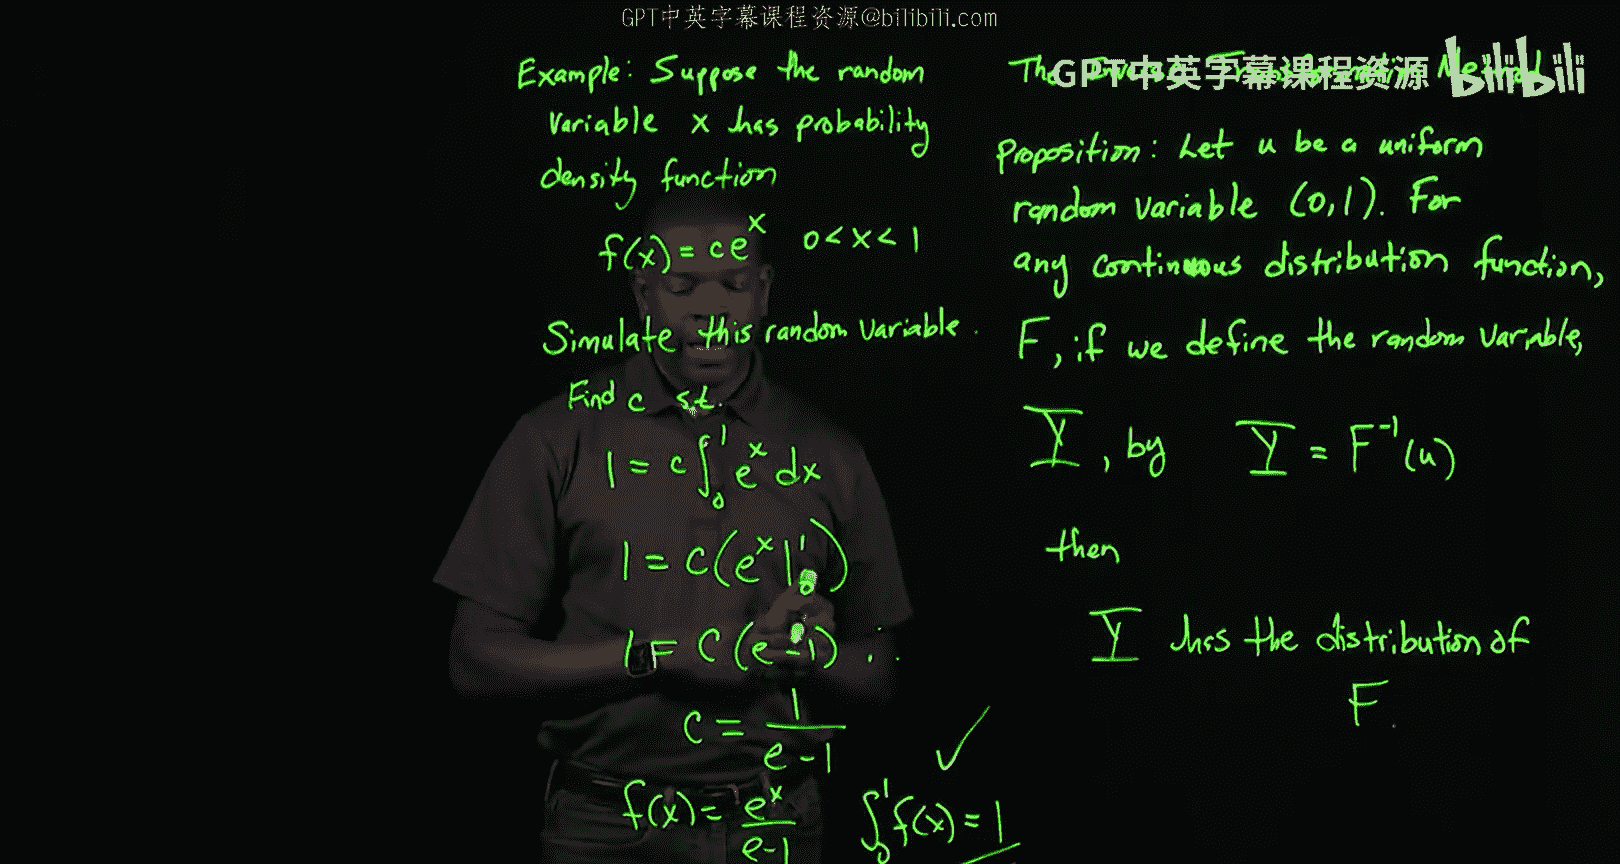 GPT中英字幕课程资源@bilibili.com
GPT中英字幕课程资源 bilibili
Example: Suppose the random
variable x has probability
density function
f(x) = ce^x 0<x<1
Simulate this random variable.
Find c s.t.
1 = c∫₀¹ e^x dx
1 = c(e^x|₀¹)
1 = c(e-1) ∴
c = 1/(e-1) ✓
f(x) = e^x/(e-1) ∫₀¹ f(x) = 1
The Method
Proposition: Let u be a uniform
random variable (0,1). For
any continuous distribution function,
F, if we define the random variable,
Y, by Y = F⁻¹(u)
then
Y has the distribution of
F.